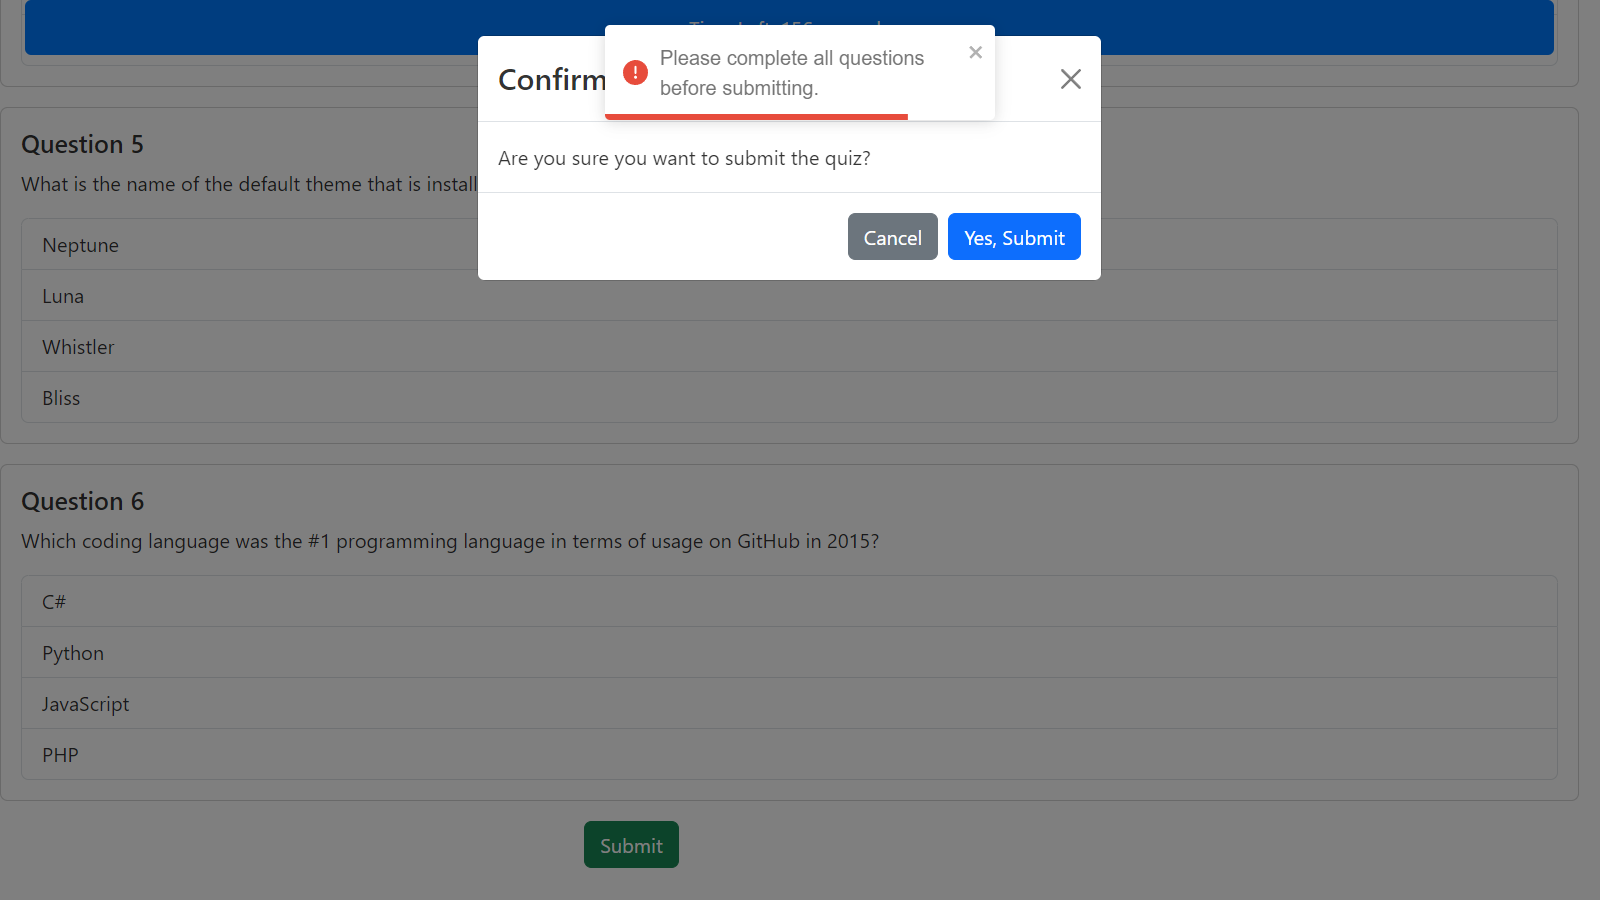 Please complete all questions
before submitting.
Confirm
Are you sure you want to submit the quiz?
Cancel
Yes, Submit
Question 5
What is the name of the default theme that is install
Neptune
Luna
Whistler
Bliss
Question 6
Which coding language was the #1 programming language in terms of usage on GitHub in 2015?
C#
Python
JavaScript
PHP
Submit